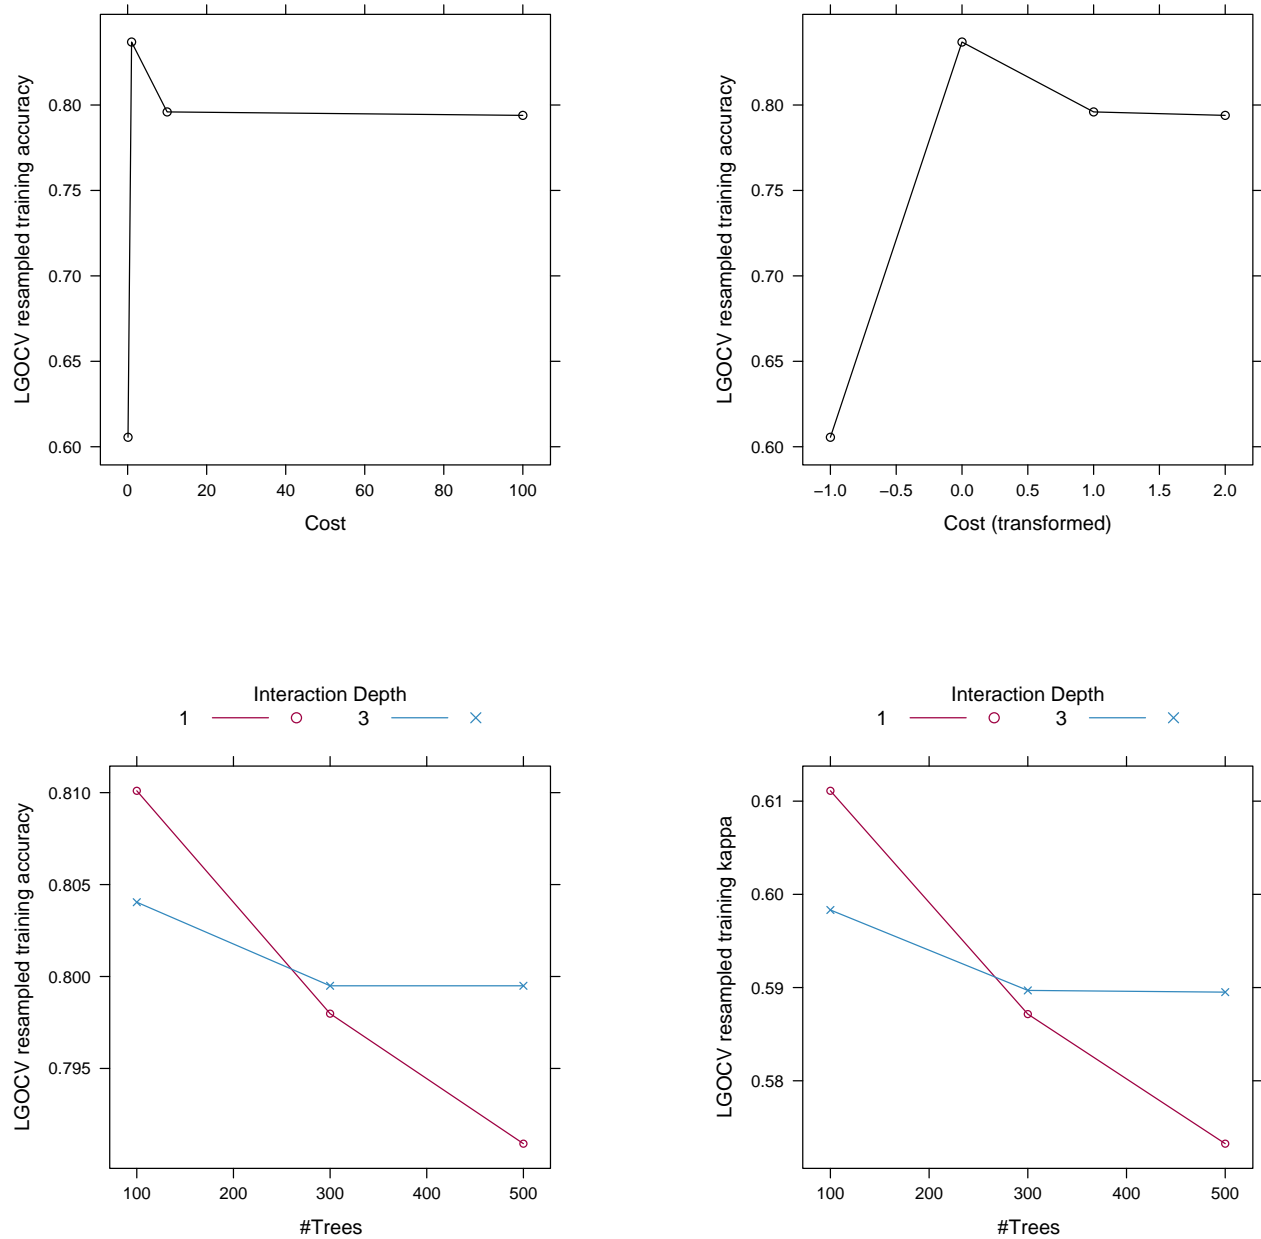 LGOCV resampled training accuracy
0.80
0.75
0.70
0.65
0.60
0 20 40 60 80 100
Cost
LGOCV resampled training accuracy
0.80
0.75
0.70
0.65
0.60
−1.0 −0.5 0.0 0.5 1.0 1.5 2.0
Cost (transformed)
Interaction Depth
1 3
LGOCV resampled training accuracy
0.810
0.805
0.800
0.795
100 200 300 400 500
#Trees
Interaction Depth
1 3
LGOCV resampled training kappa
0.61
0.60
0.59
0.58
100 200 300 400 500
#Trees